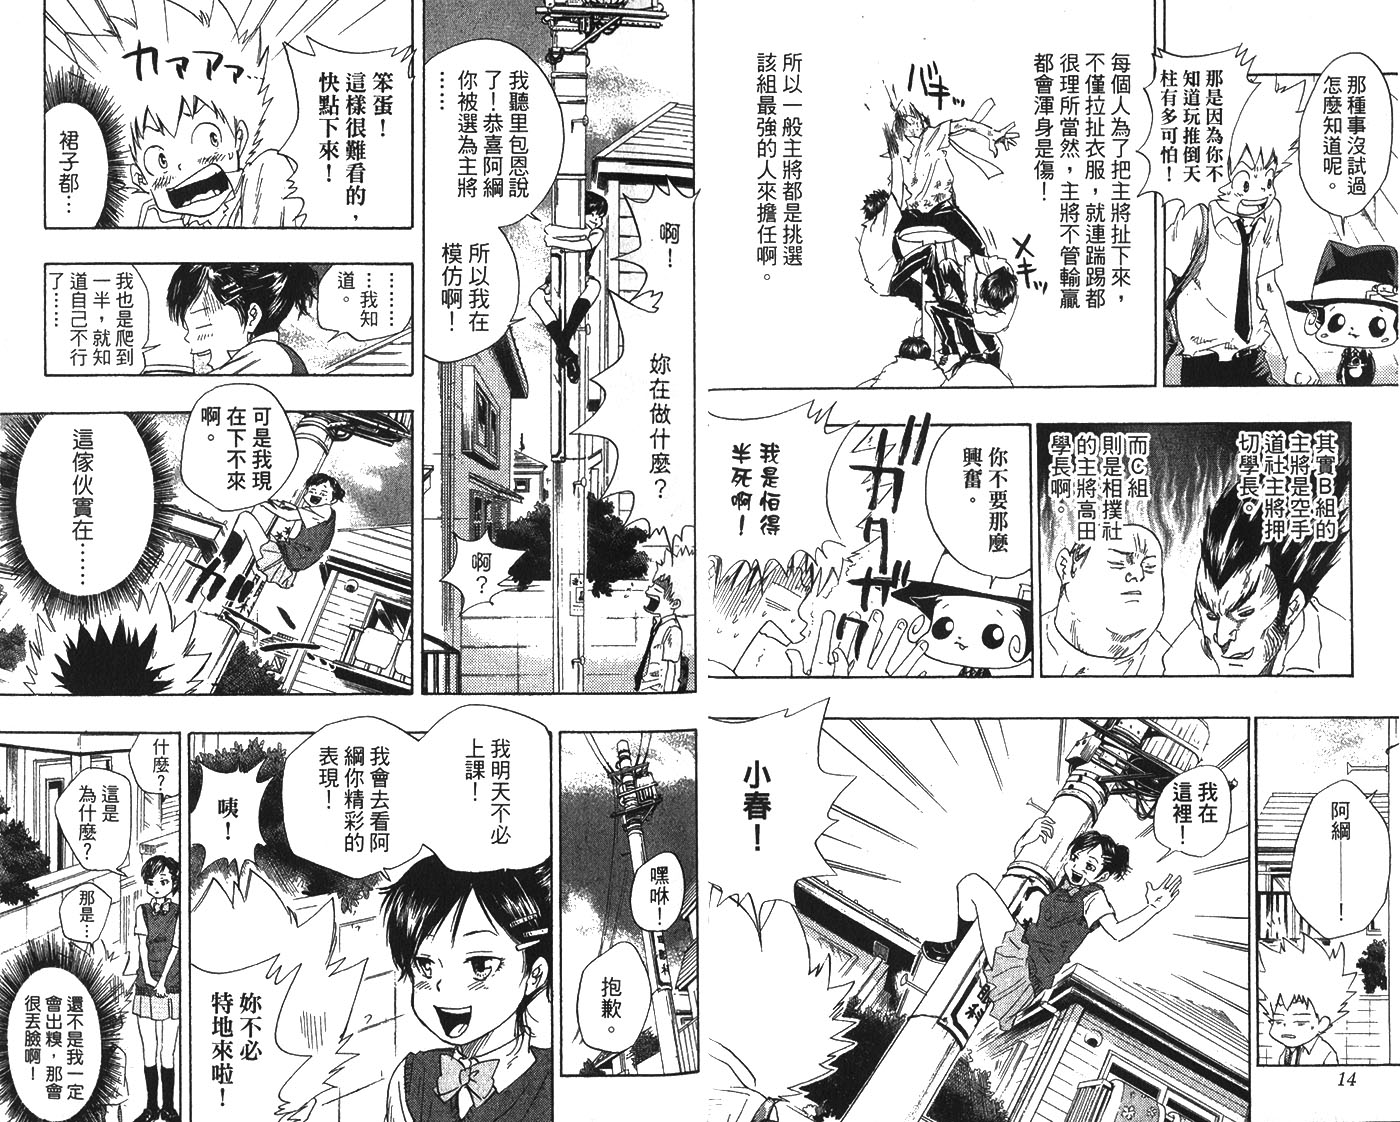 那種事沒試過
怎麼知道呢。
那是因為你不
知道玩推倒天
柱有多可怕！
每個人為了把主將扯下來，
不僅拉扯衣服，就連踹踢都
很理所當然，主將不管輸贏
都會渾身是傷！
バキッ
メキッ
所以一般主將都是挑選
該組最強的人來擔任啊。
其實B組的
主將是空手
道社主將押
切學長。
而C組
則是相撲社
的主將高田
學長啊。
你不要那麼
興奮。
ガク
ガク
我是怕得
半死啊！
阿綱——！
我在
這裡！
小春！
14
啊！
妳在做什麼？
我聽里包恩說
了！恭喜阿綱
你被選為主將
……
所以我在
模仿啊！
啊？
笨蛋！
這樣很難看的，
快點下來！
カァァァ…
裙子都…
………
…我知
道。
我也是爬到
一半，就知
道自己不行
了……
可是我現
在下不來
啊。
這傢伙實在……
嘿咻！
抱歉。
我明天不必
上課！
我會去看阿
綱你精彩的
表現！
咦！
妳不必
特地來啦！
什麼？
這是
為什麼？
那是…
還不是我一定
會出糗，那會
很丟臉啊！